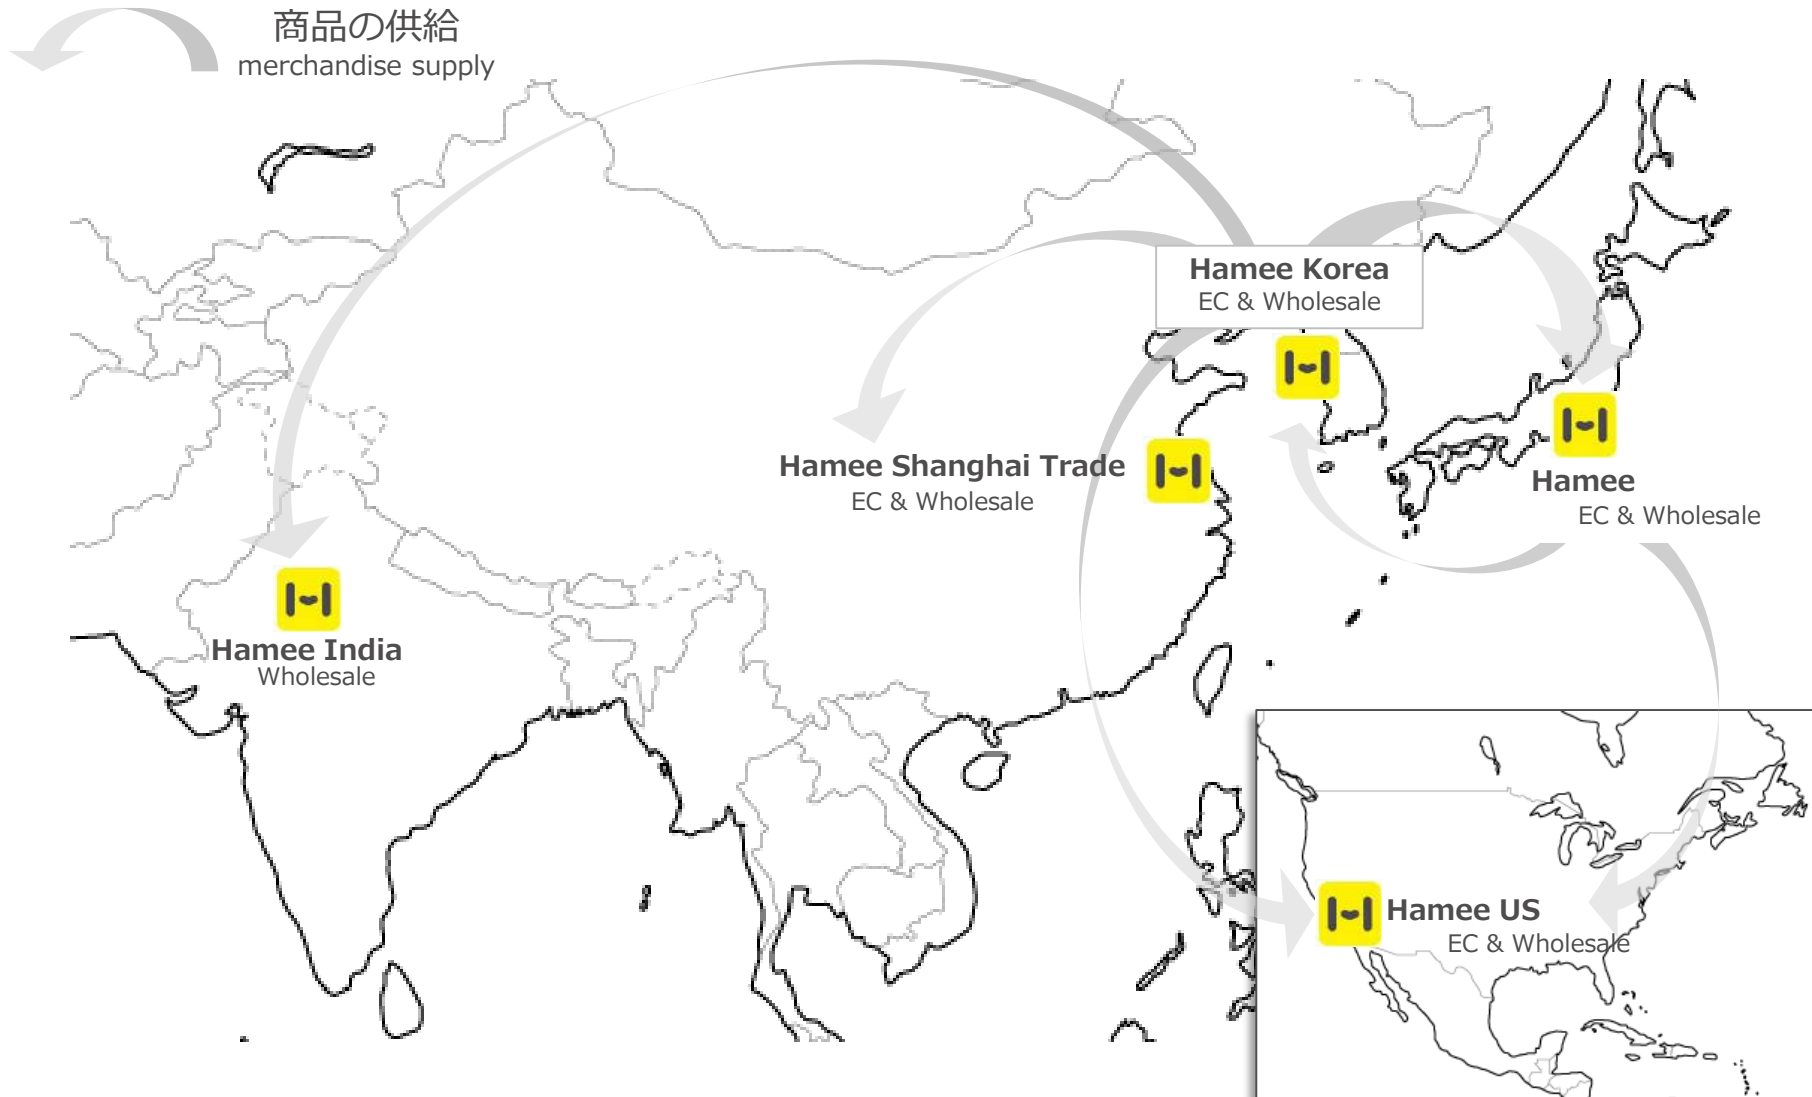 商品の供給
merchandise supply
Hamee Korea
EC & Wholesale
Hamee Shanghai Trade
EC & Wholesale
Hamee
EC & Wholesale
Hamee India
Wholesale
Hamee US
EC & Wholesale